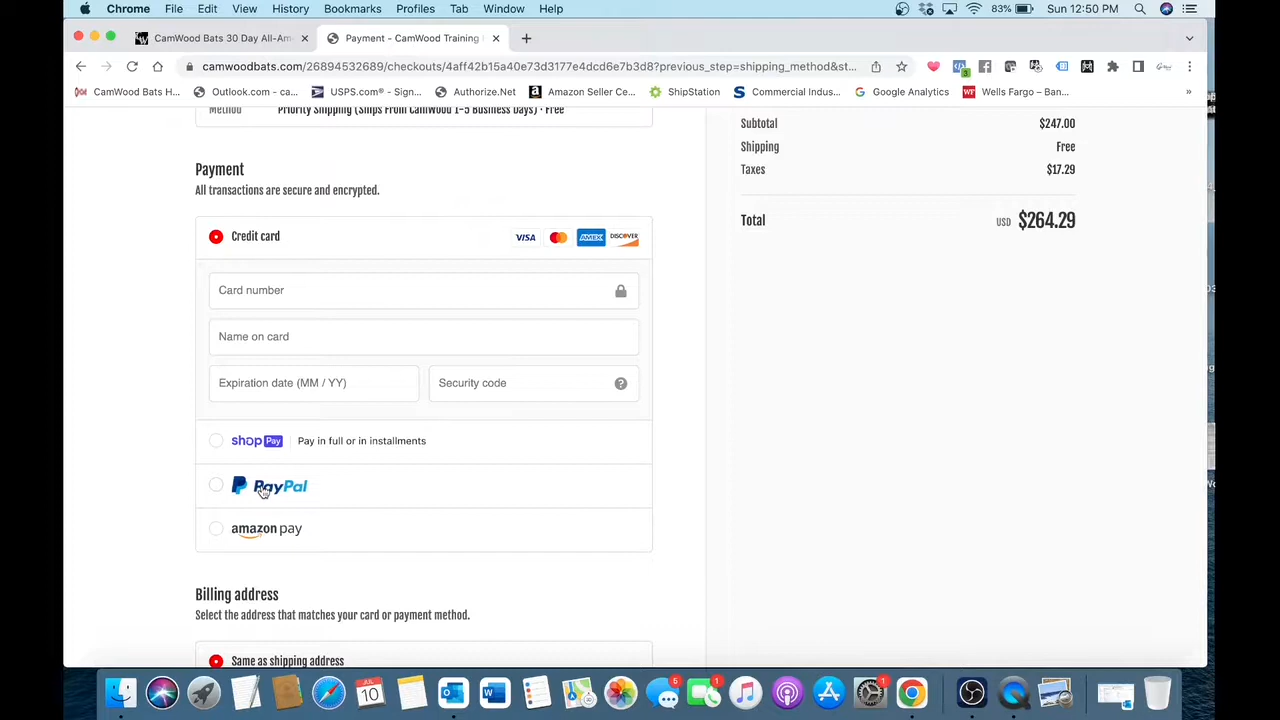 Chrome File Edit View History Bookmarks Profiles Tab Window Help 83% Sun 12:50 PM
CamWood Bats 30 Day All-Am Payment - CamWood Training
camwoodbats.com/26894532689/checkouts/4aff42b15a40e73d3177e4dcd6e7b3d8?previous_step=shipping_method&st...
CamWood Bats H... Outlook.com - ca... USPS.com® - Sign... Authorize.Net Amazon Seller Ce... ShipStation Commercial Indus... Google Analytics Wells Fargo – Ban... »
Method Priority Shipping (Ships From CamWood 1-5 Business Days) · Free
Subtotal $247.00
Shipping Free
Taxes $17.29
Total USD $264.29
Payment
All transactions are secure and encrypted.
Credit card VISA AMEX DISCOVER
Card number
Name on card
Expiration date (MM / YY) Security code
shop Pay Pay in full or in installments
PayPal
amazon pay
Billing address
Select the address that matches your card or payment method.
Same as shipping address
JUL 10 5 1 1